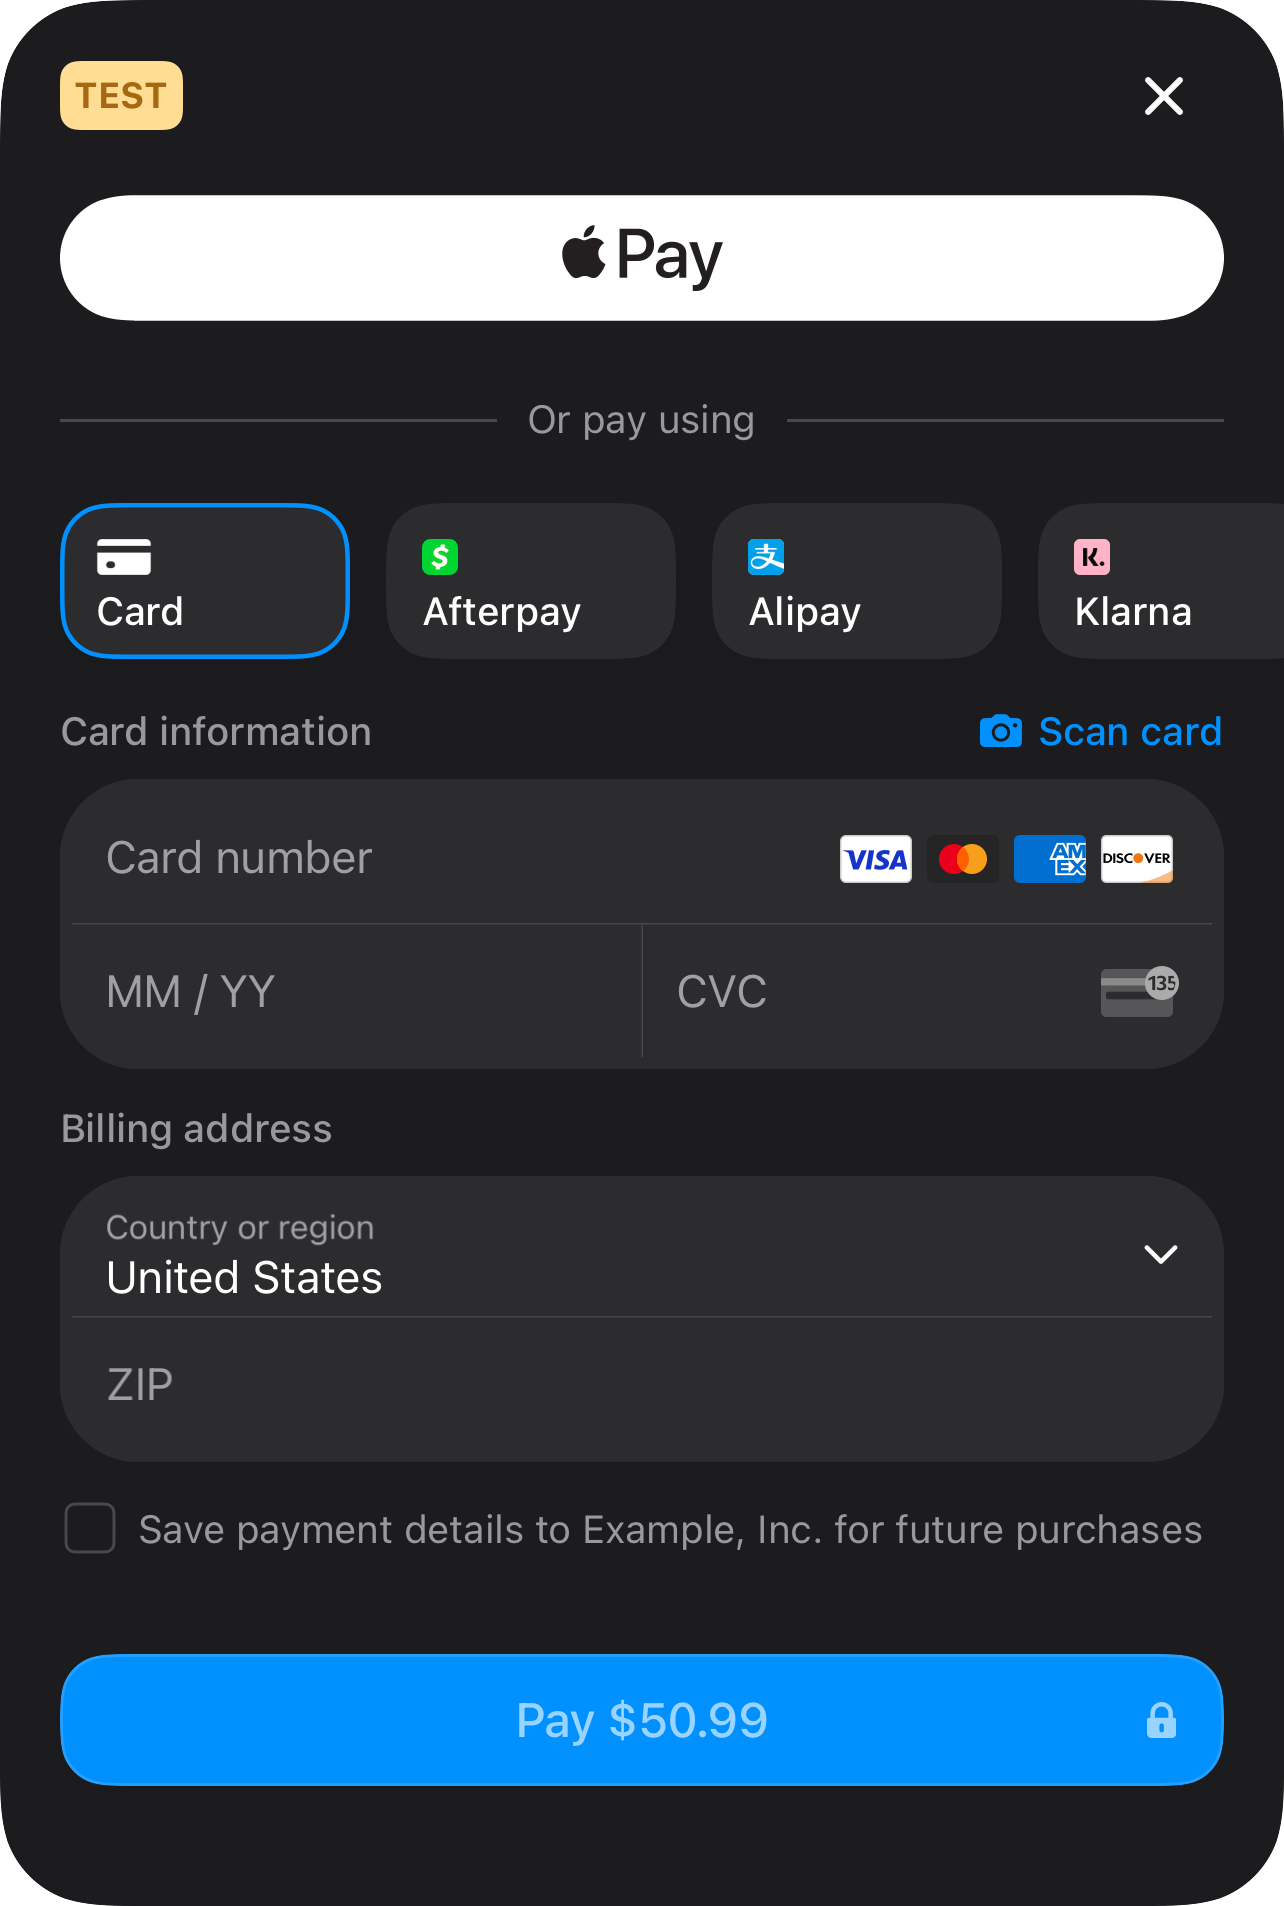 TEST
Pay
Or pay using
Card
Afterpay
支
Alipay
K.
Klarna
Card information
Scan card
Card number
VISA
AM
EX
DISCOVER
MM / YY
CVC
135
Billing address
Country or region
United States
ZIP
Save payment details to Example, Inc. for future purchases
Pay $50.99